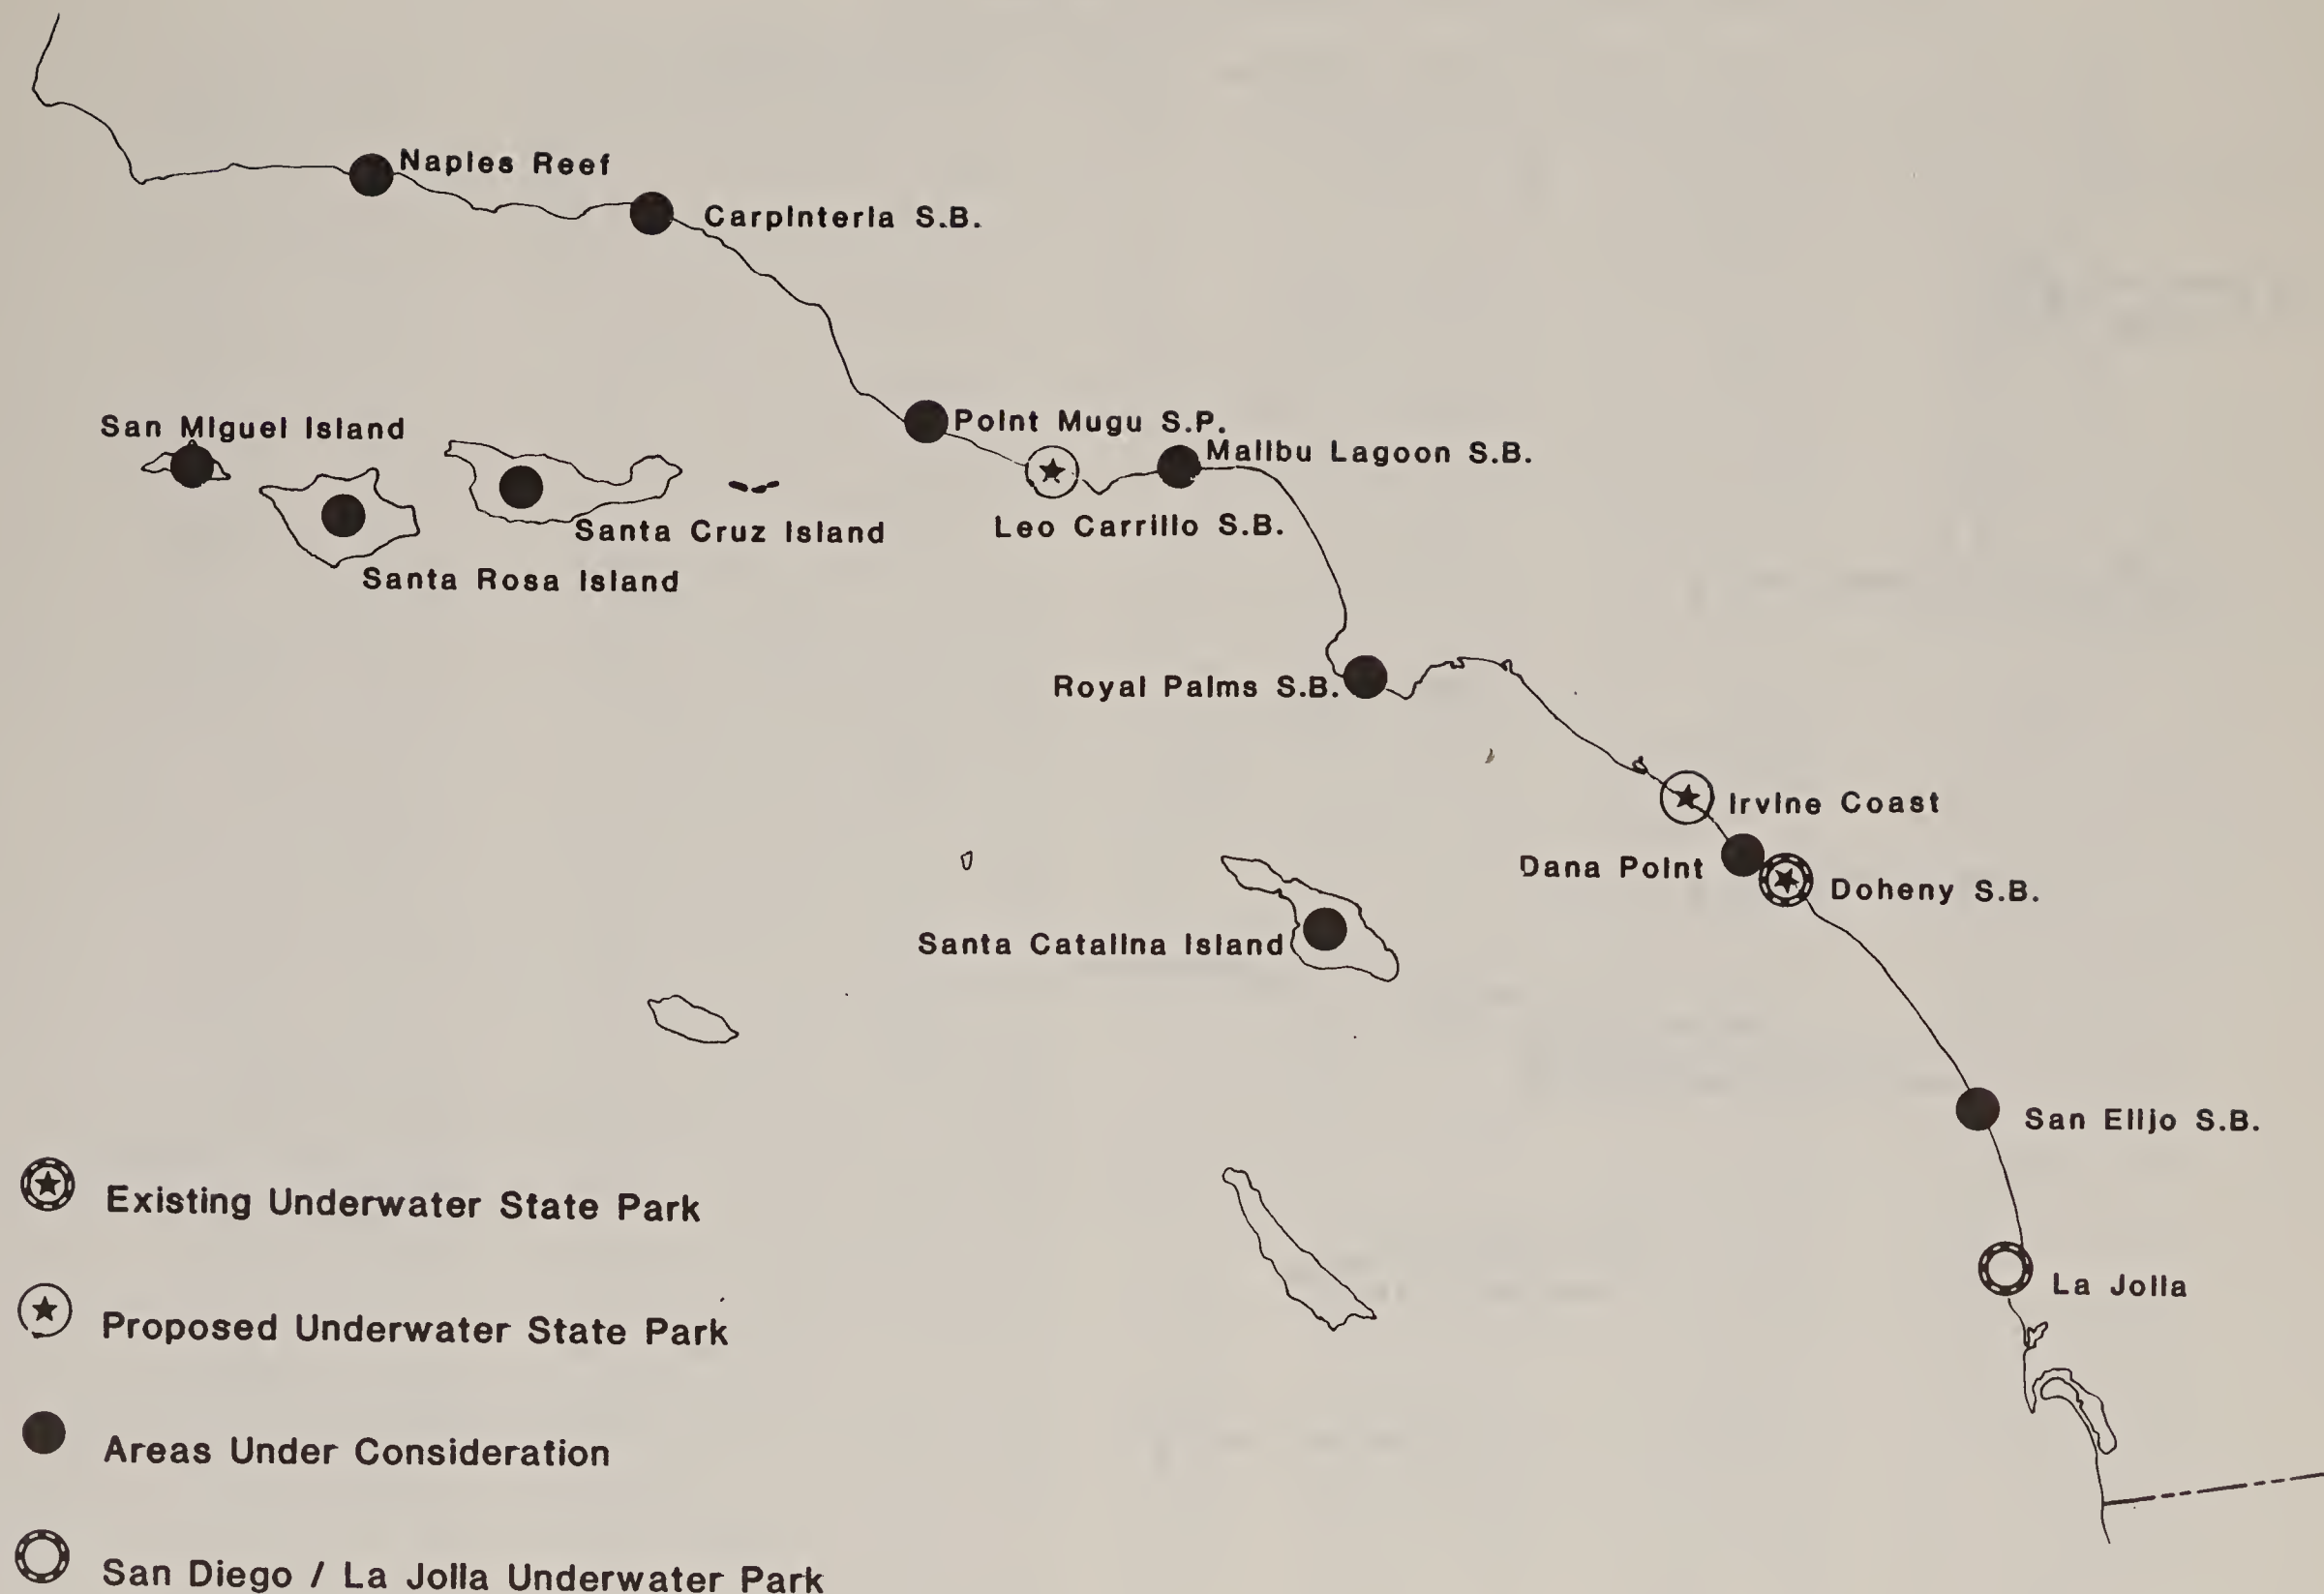 Naples Reef
Carpinteria S.B.
San Miguel Island
Point Mugu S.P.
Malibu Lagoon S.B.
Santa Cruz Island
Leo Carrillo S.B.
Santa Rosa Island
Royal Palms S.B.
Irvine Coast
Dana Point
Doheny S.B.
Santa Catalina Island
San Elijo S.B.
La Jolla
Existing Underwater State Park
Proposed Underwater State Park
Areas Under Consideration
San Diego / La Jolla Underwater Park